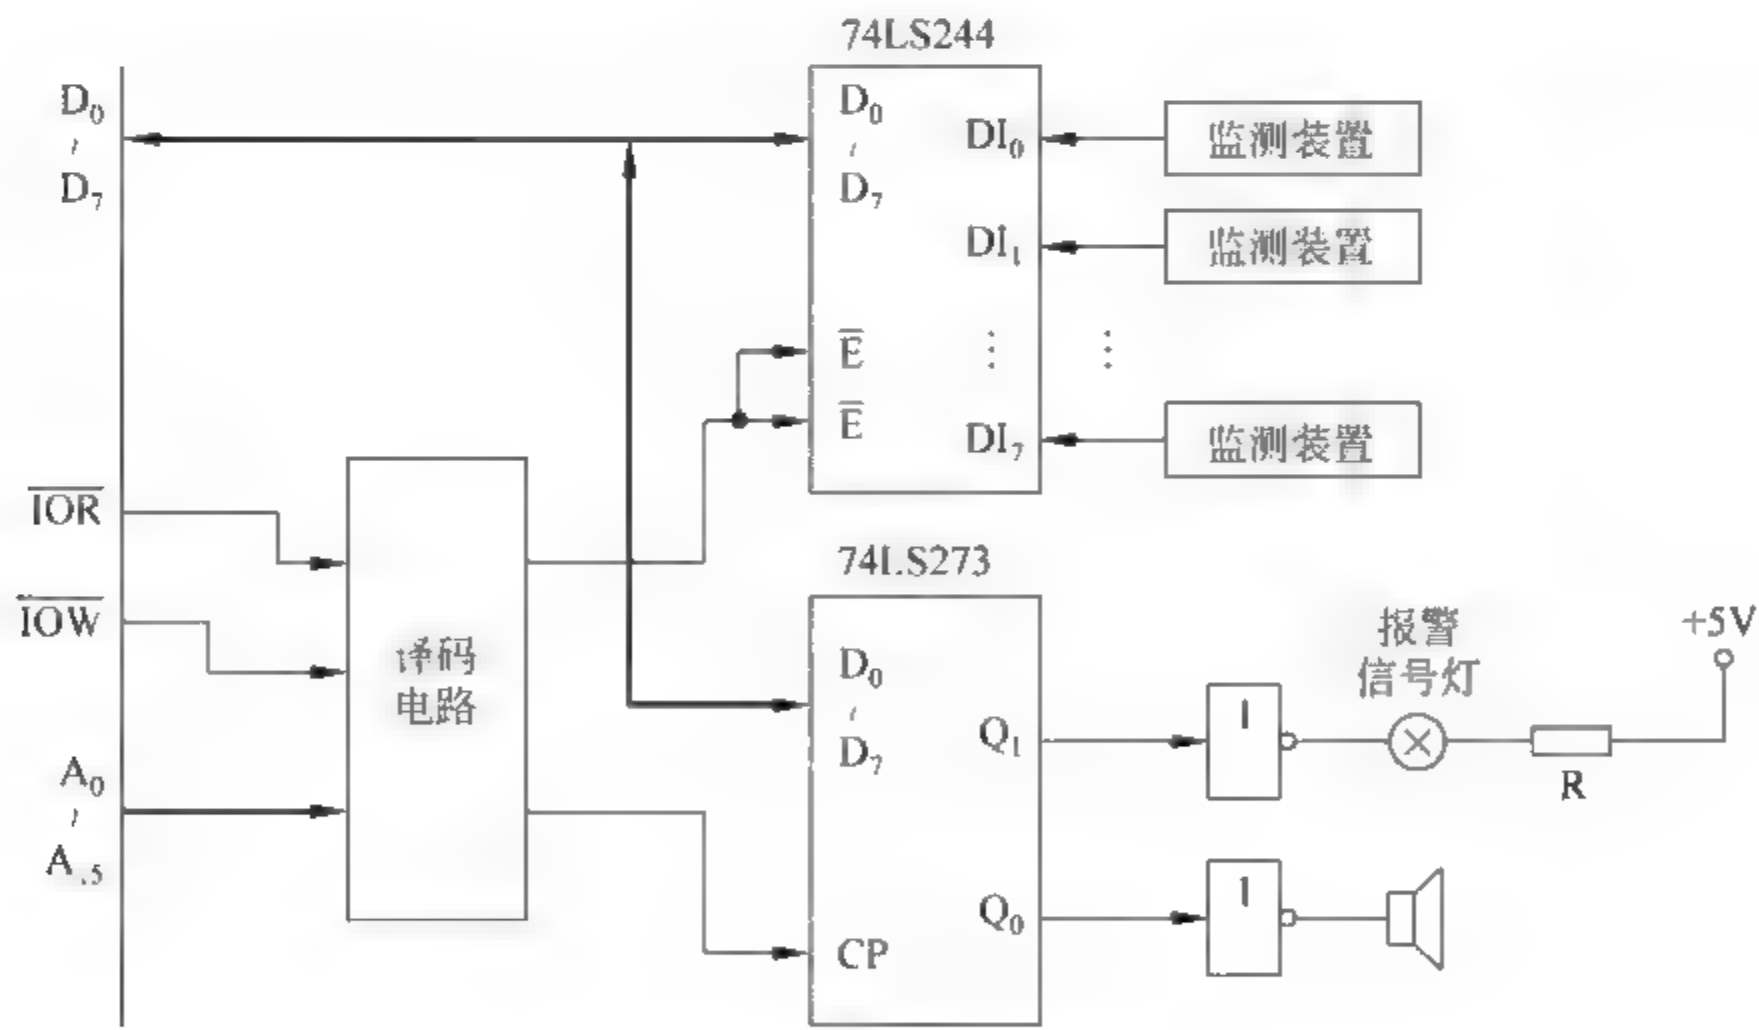 74LS244
D₀
~
D₇
D₀
~
D₇
DI₀
监测装置
DI₁
监测装置
E̅
⋮
⋮
E̅
DI₇
监测装置
I̅O̅R̅
I̅O̅W̅
译码
电路
A₀
~
A₁₅
74LS273
D₀
~
D₇
Q₁
1
报警
信号灯
R
+5V
Q₀
1
CP